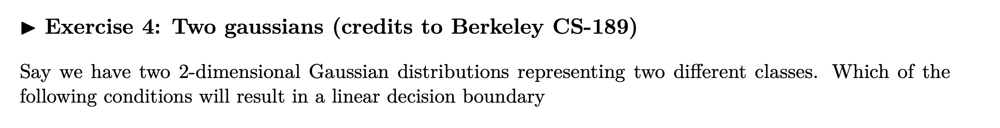 ▶ Exercise 4: Two gaussians (credits to Berkeley CS-189)
Say we have two 2-dimensional Gaussian distributions representing two different classes. Which of the
following conditions will result in a linear decision boundary